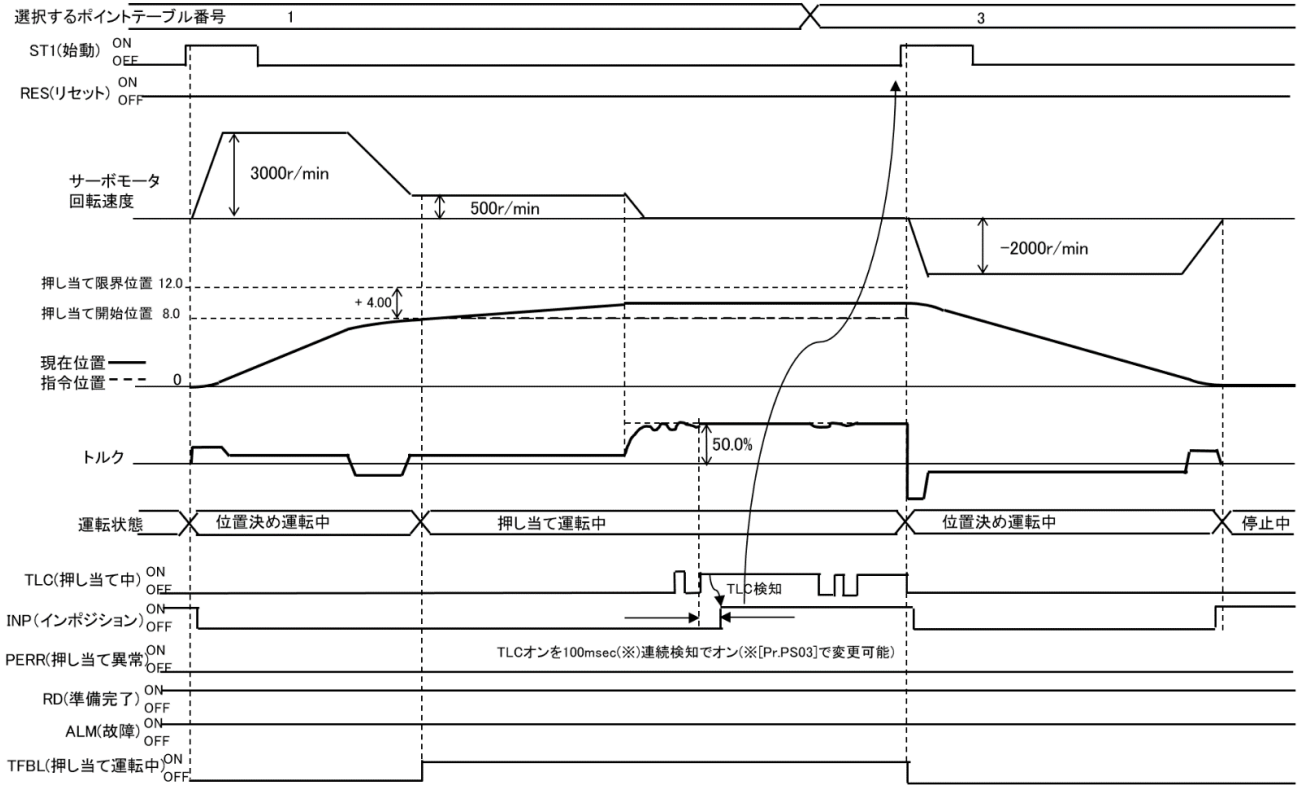 選択するポイントテーブル番号 1 3
ST1(始動) ON
OFF
RES(リセット) ON
OFF
サーボモータ
回転速度
3000r/min
500r/min
-2000r/min
押し当て限界位置 12.0
+ 4.00
押し当て開始位置 8.0
現在位置
指令位置 0
トルク
50.0%
運転状態 位置決め運転中 押し当て運転中 位置決め運転中 停止中
TLC(押し当て中) ON
OFF
TLC検知
INP(インポジション) ON
OFF
TLCオンを100msec(※)連続検知でオン(※[Pr.PS03]で変更可能)
PERR(押し当て異常) ON
OFF
RD(準備完了) ON
OFF
ALM(故障) ON
OFF
TFBL(押し当て運転中) ON
OFF